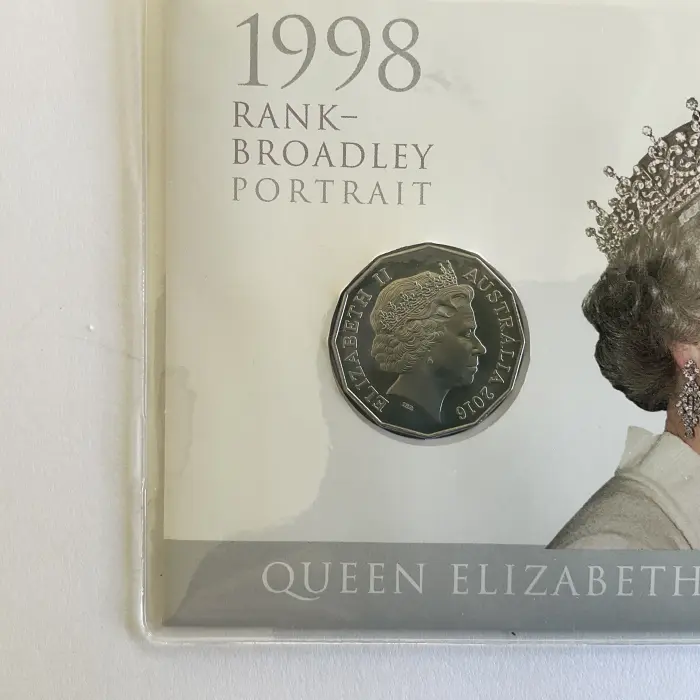 1998
RANK–
BROADLEY
PORTRAIT
ELIZABETH II
AUSTRALIA 2016
QUEEN ELIZABETH